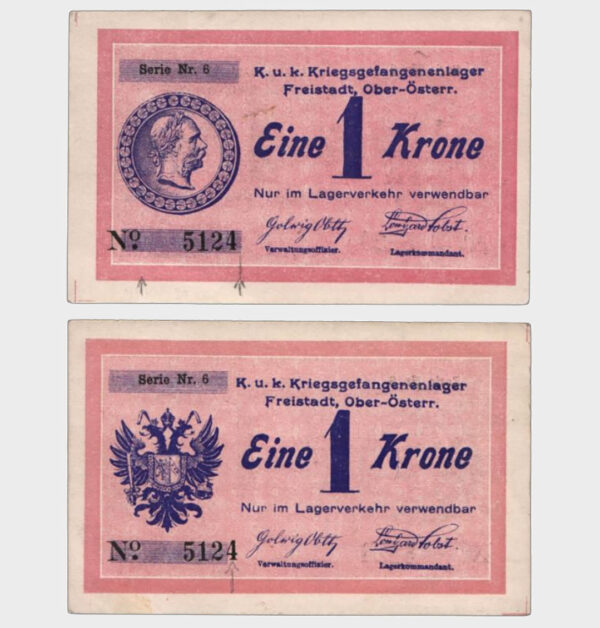 Serie Nr. 6
K. u. k. Kriegsgefangenenlager
Freistadt, Ober-Österr.
Eine 1 Krone
Nur im Lagerverkehr verwendbar
No. 5124
Verwaltungsoffizier.
Lagerkommandant.
Serie Nr. 6
K. u. k. Kriegsgefangenenlager
Freistadt, Ober-Österr.
Eine 1 Krone
Nur im Lagerverkehr verwendbar
No. 5124
Verwaltungsoffizier.
Lagerkommandant.